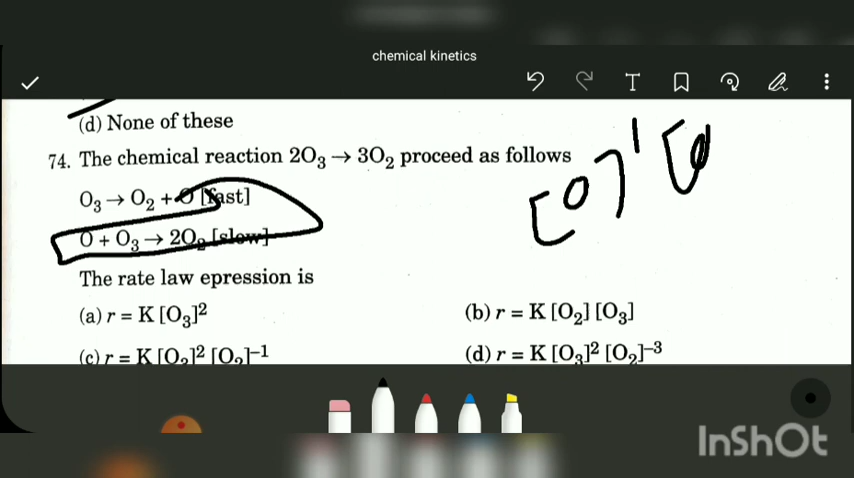 chemical kinetics
(d) None of these
74. The chemical reaction 2O₃ → 3O₂ proceed as follows
O₃ → O₂ + O [fast]
O + O₃ → 2O₂ [slow]
[O]¹ [O
The rate law epression is
(a) r = K [O₃]² (b) r = K [O₂] [O₃]
(c) r = K [O₃]² [O₂]⁻¹ (d) r = K [O₃]² [O₂]⁻³
InShOt